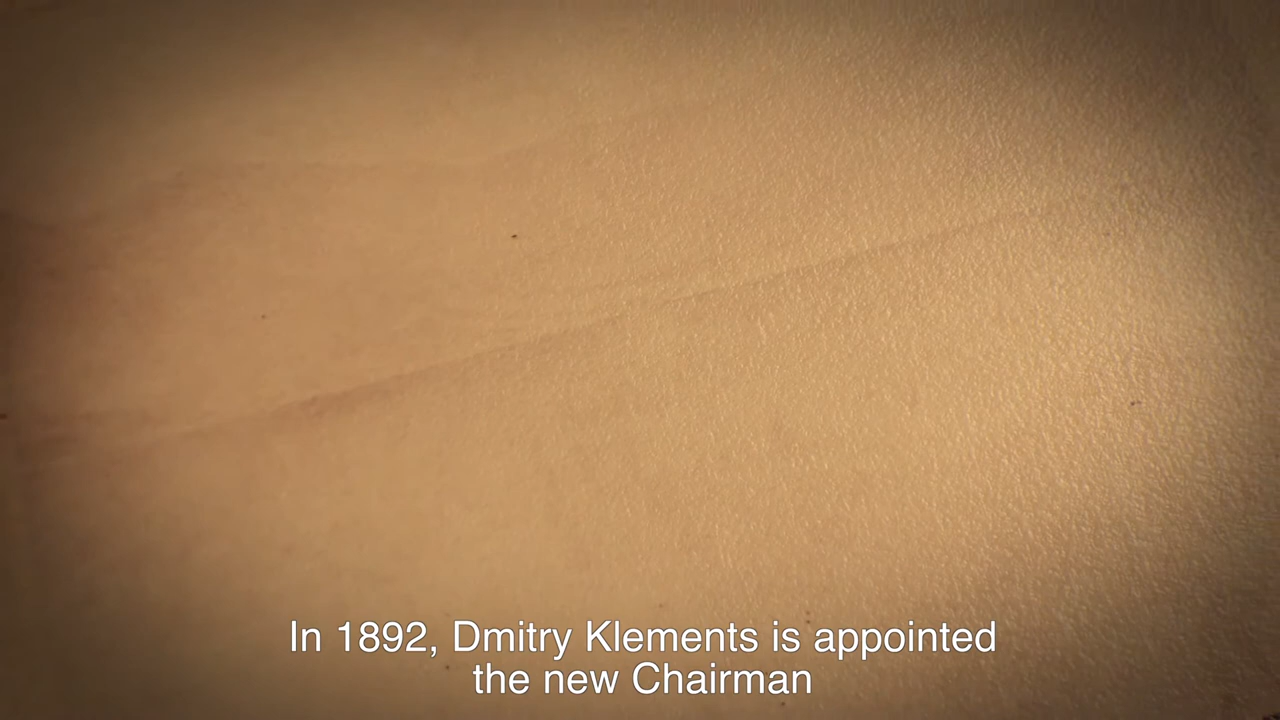 In 1892, Dmitry Klements is appointed
the new Chairman